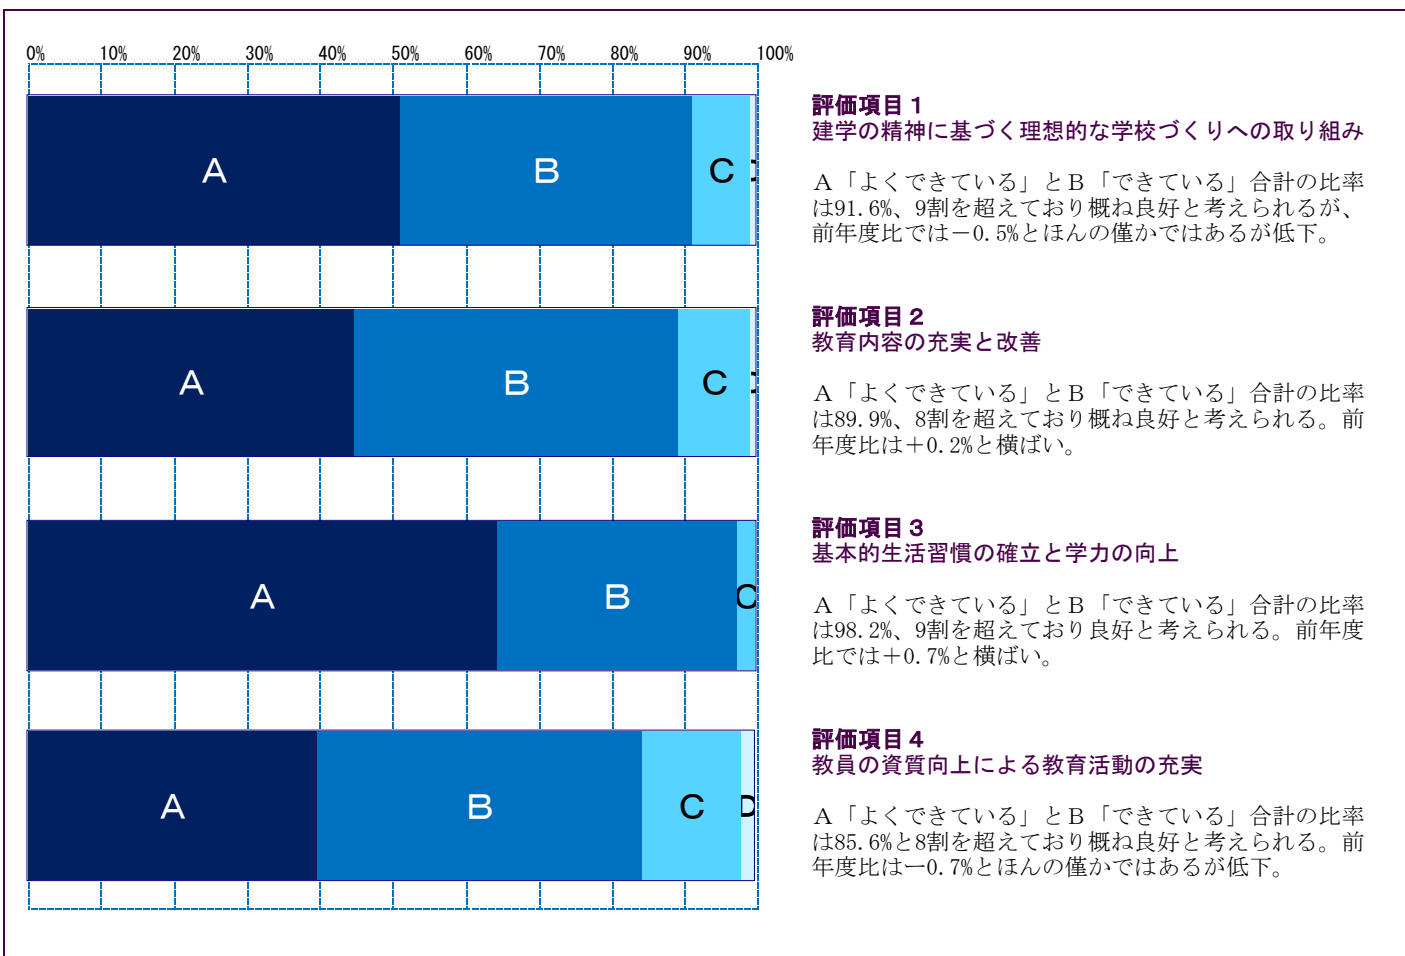 0% 10% 20% 30% 40% 50% 60% 70% 80% 90% 100%
A B C D
評価項目１
建学の精神に基づく理想的な学校づくりへの取り組み
Ａ「よくできている」とＢ「できている」合計の比率
は91.6%、9割を超えており概ね良好と考えられるが、
前年度比では－0.5%とほんの僅かではあるが低下。
A B C D
評価項目２
教育内容の充実と改善
Ａ「よくできている」とＢ「できている」合計の比率
は89.9%、8割を超えており概ね良好と考えられる。前
年度比は＋0.2%と横ばい。
A B C
評価項目３
基本的生活習慣の確立と学力の向上
Ａ「よくできている」とＢ「できている」合計の比率
は98.2%、9割を超えており良好と考えられる。前年度
比では＋0.7%と横ばい。
A B C D
評価項目４
教員の資質向上による教育活動の充実
Ａ「よくできている」とＢ「できている」合計の比率
は85.6%と8割を超えており概ね良好と考えられる。前
年度比はー0.7%とほんの僅かではあるが低下。